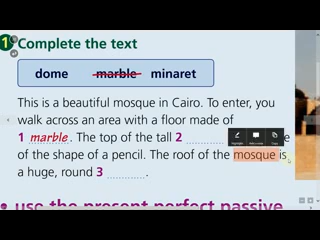 1 Complete the text
dome marble minaret
This is a beautiful mosque in Cairo. To enter, you
walk across an area with a floor made of
1 marble. The top of the tall 2 ............
of the shape of a pencil. The roof of the mosque is
a huge, round 3 ............ .
use the present perfect passive